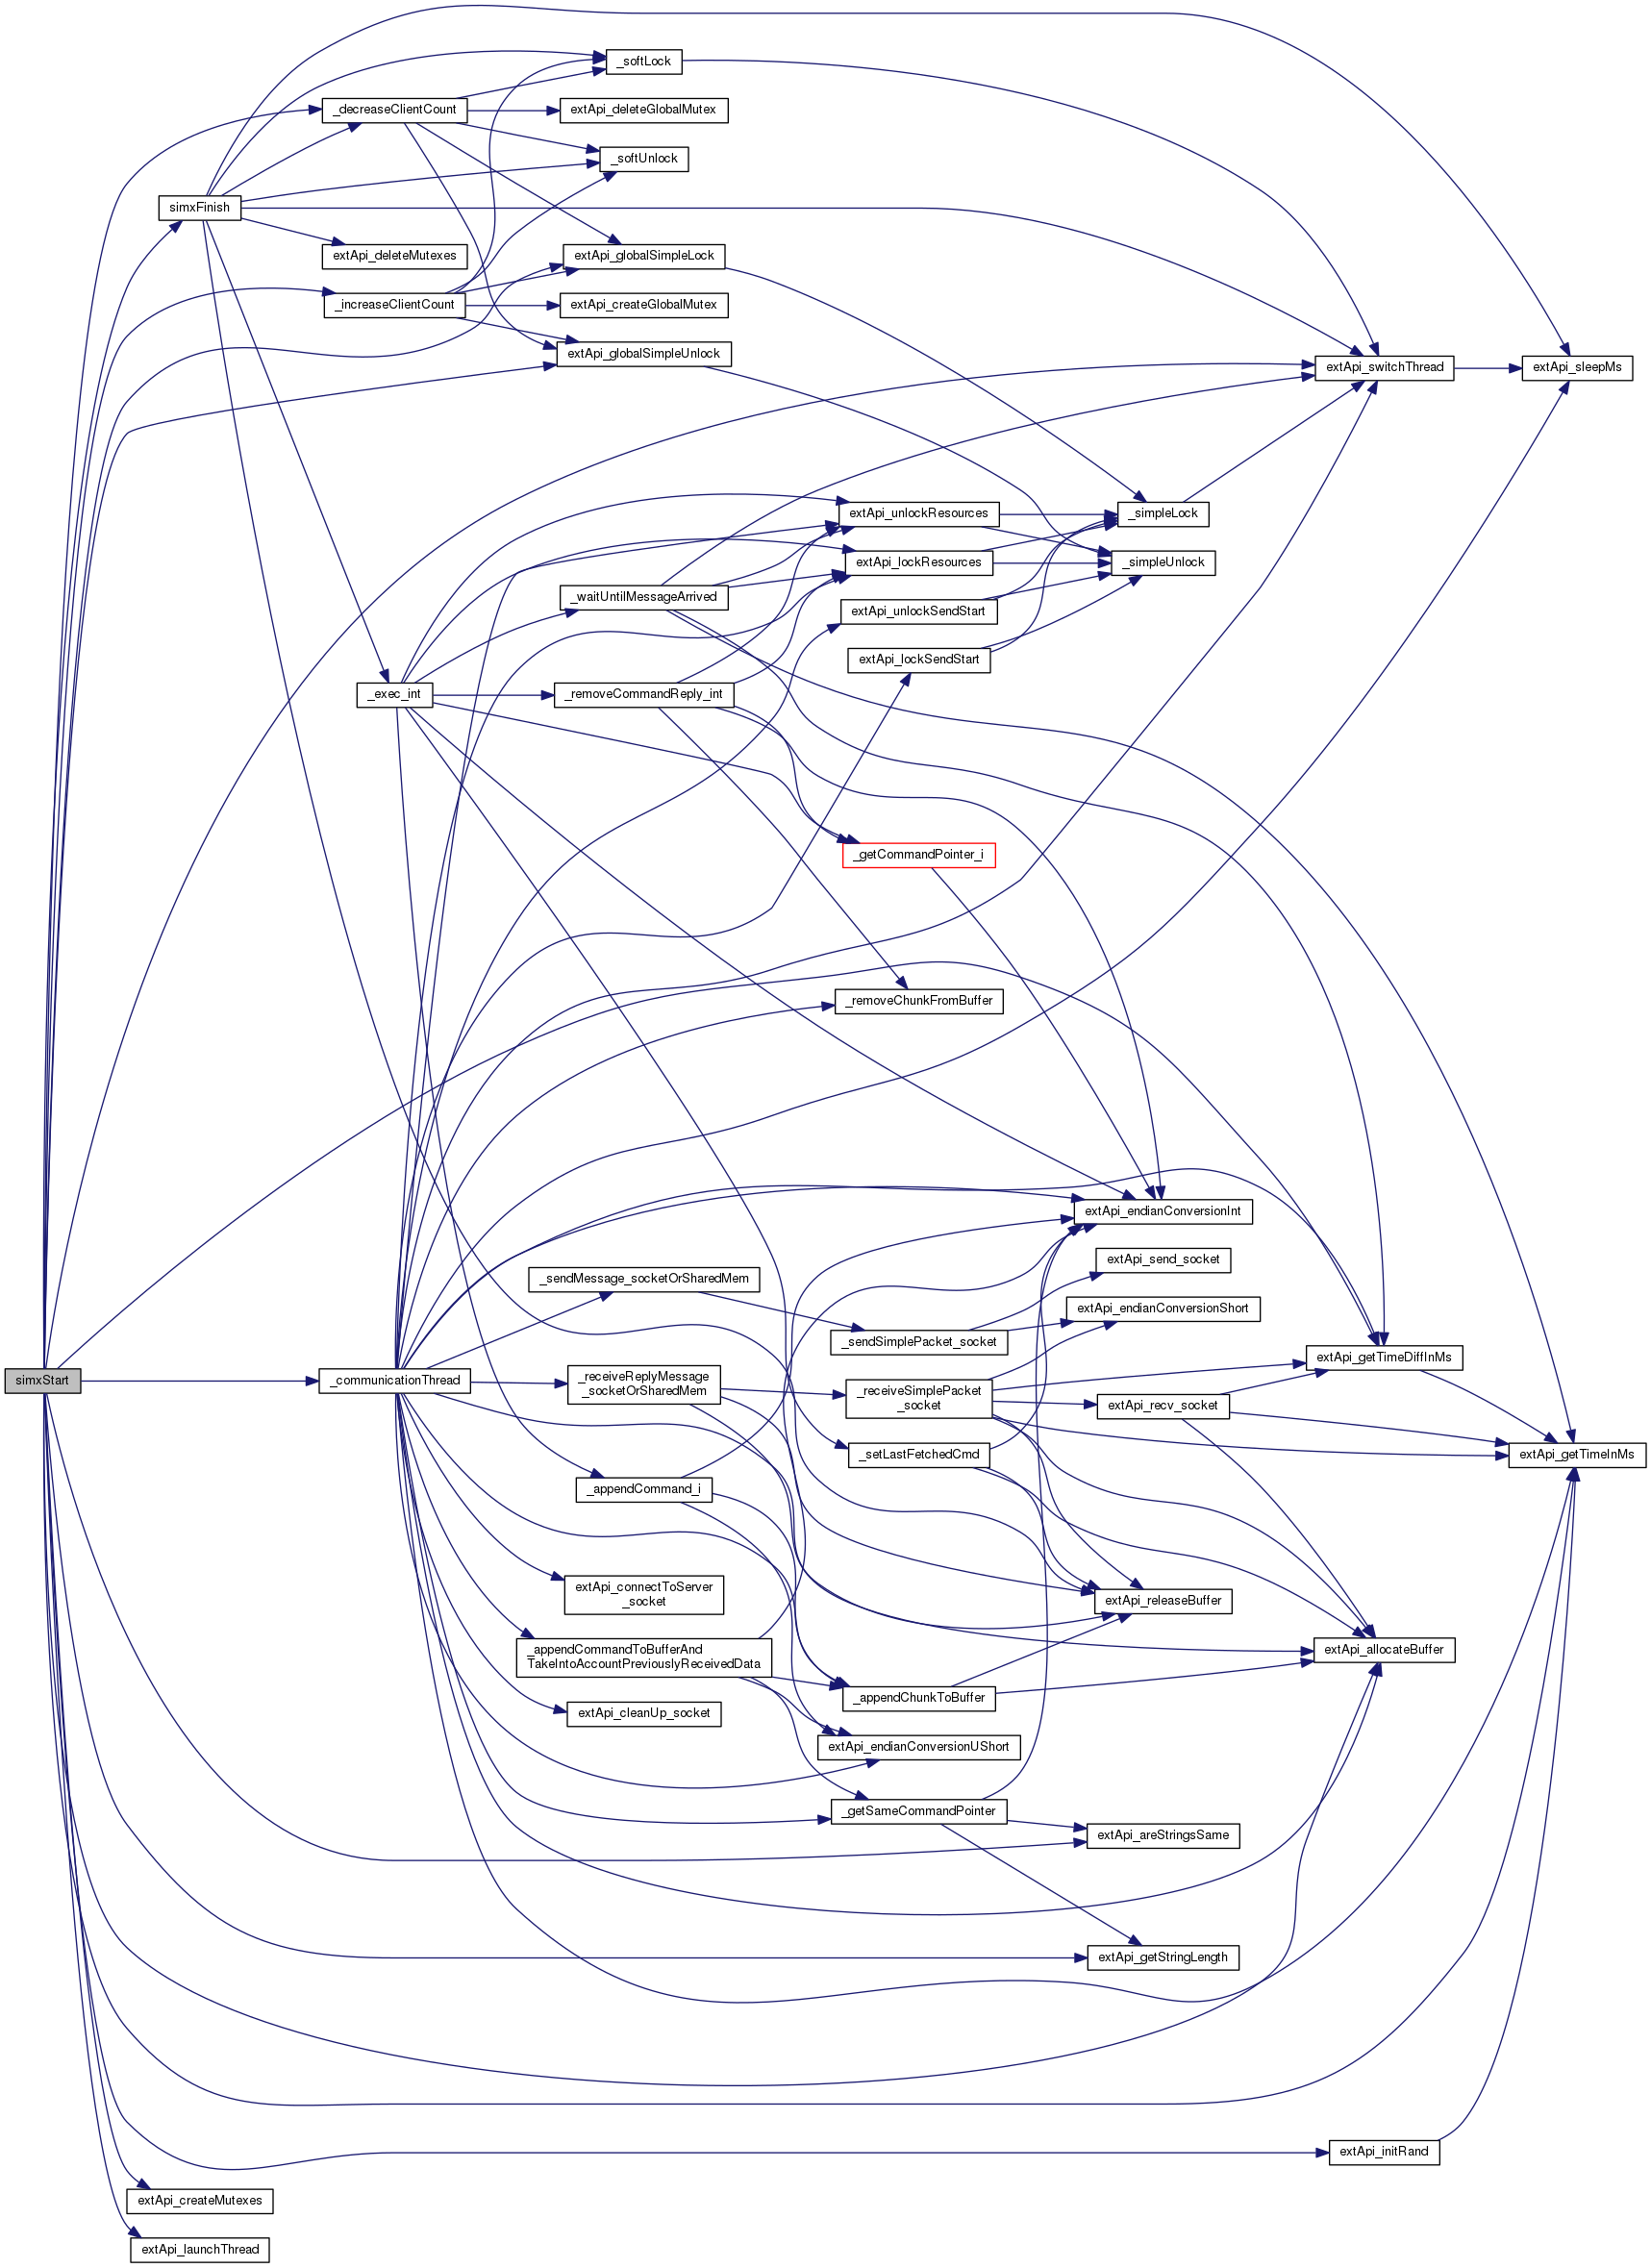 _softLock
_decreaseClientCount
extApi_deleteGlobalMutex
_softUnlock
simxFinish
extApi_deleteMutexes
extApi_globalSimpleLock
_increaseClientCount
extApi_createGlobalMutex
extApi_globalSimpleUnlock
extApi_switchThread
extApi_sleepMs
extApi_unlockResources
_simpleLock
extApi_lockResources
_simpleUnlock
_waitUntilMessageArrived
extApi_unlockSendStart
extApi_lockSendStart
_exec_int
_removeCommandReply_int
_getCommandPointer_i
_removeChunkFromBuffer
extApi_endianConversionInt
extApi_send_socket
_sendMessage_socketOrSharedMem
extApi_endianConversionShort
_sendSimplePacket_socket
extApi_getTimeDiffInMs
simxStart
_communicationThread
_receiveReplyMessage
_socketOrSharedMem
_receiveSimplePacket
_socket
extApi_recv_socket
_setLastFetchedCmd
extApi_getTimeInMs
_appendCommand_i
extApi_connectToServer
_socket
extApi_releaseBuffer
_appendCommandToBufferAnd
TakeIntoAccountPreviouslyReceivedData
extApi_allocateBuffer
_appendChunkToBuffer
extApi_cleanUp_socket
extApi_endianConversionUShort
_getSameCommandPointer
extApi_areStringsSame
extApi_getStringLength
extApi_initRand
extApi_createMutexes
extApi_launchThread